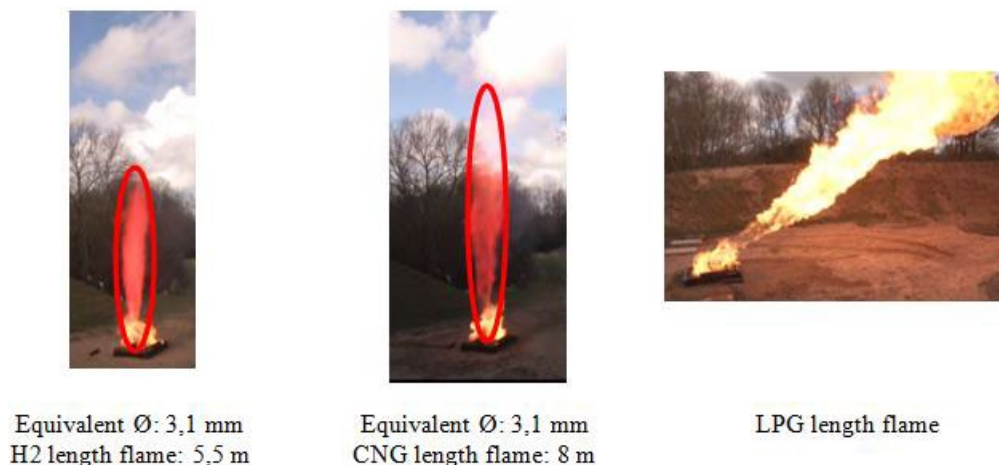 Equivalent Ø: 3,1 mm
H2 length flame: 5,5 m
Equivalent Ø: 3,1 mm
CNG length flame: 8 m
LPG length flame